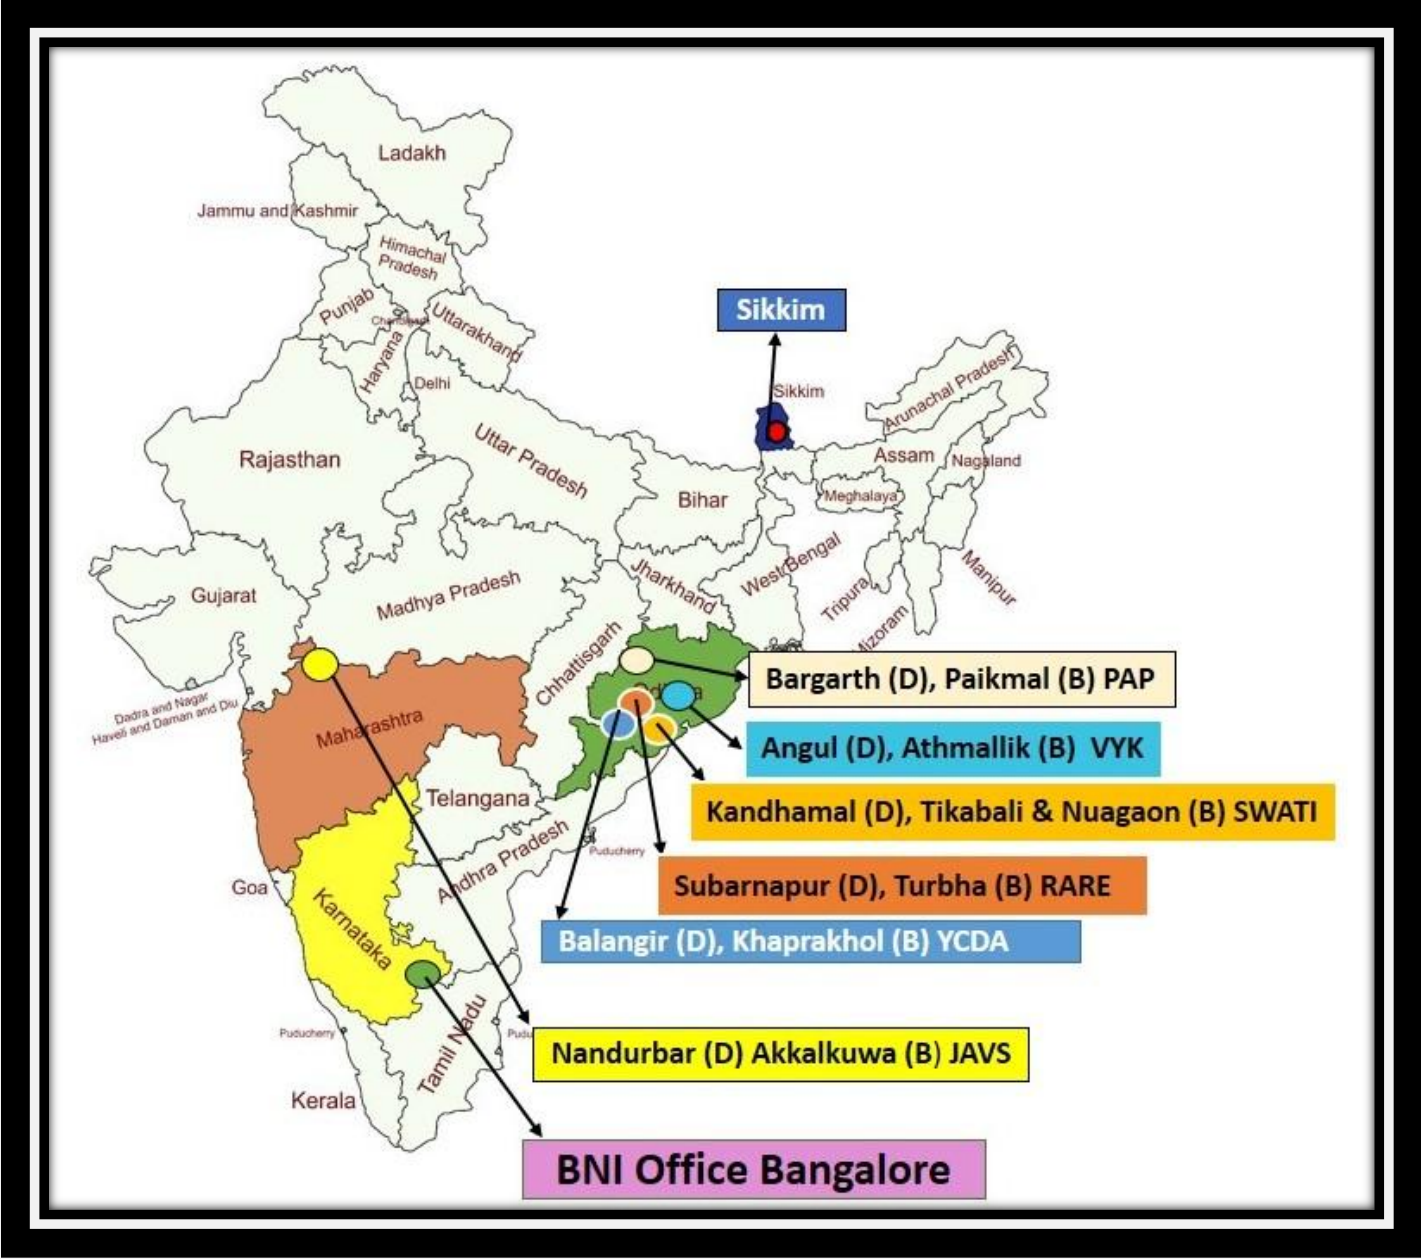 Ladakh
Jammu and Kashmir
Himachal
Pradesh
Punjab
Uttarakhand
Haryana
Delhi
Sikkim
Sikkim
Arunachal Pradesh
Rajasthan
Uttar Pradesh
Assam
Nagaland
Bihar
Meghalaya
Gujarat
Madhya Pradesh
Jharkhand
West Bengal
Manipur
Tripura
Mizoram
Chhattisgarh
Bargarth (D), Paikmal (B) PAP
Dadra and Nagar
Haveli and Daman and Diu
Maharashtra
Angul (D), Athmallik (B) VYK
Telangana
Kandhamal (D), Tikabali & Nuagaon (B) SWATI
Andhra Pradesh
Puducherry
Goa
Subarnapur (D), Turbha (B) RARE
Karnataka
Balangir (D), Khaprakhol (B) YCDA
Puducherry
Tamil Nadu
Nandurbar (D) Akkalkuwa (B) JAVS
Kerala
BNI Office Bangalore